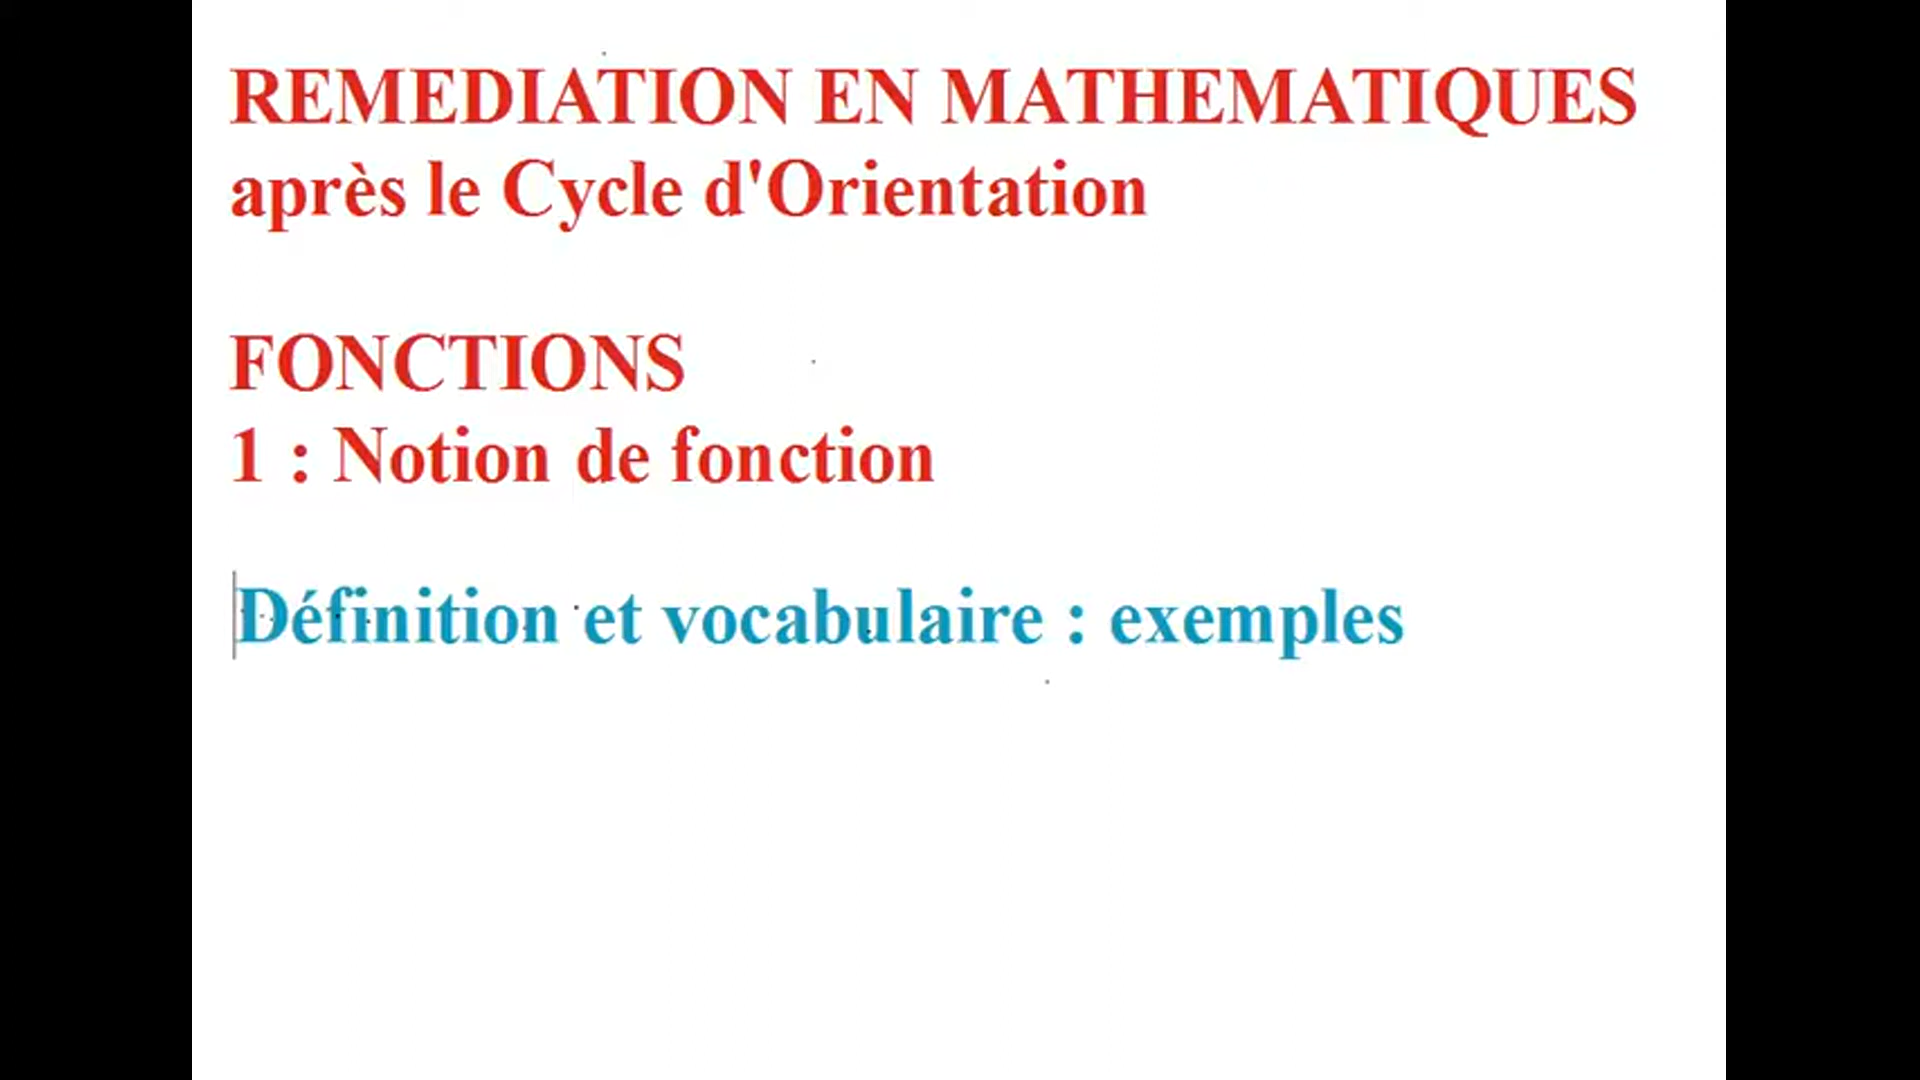 REMEDIATION EN MATHEMATIQUES
après le Cycle d'Orientation
FONCTIONS
1 : Notion de fonction
Définition et vocabulaire : exemples